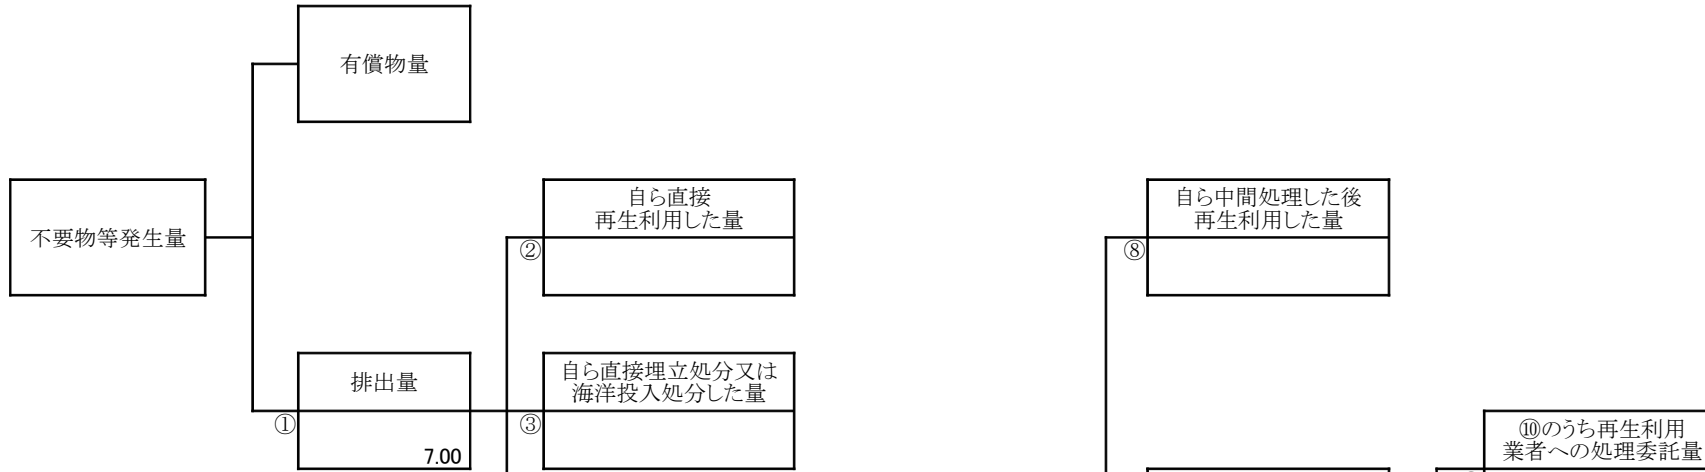 有償物量
不要物等発生量
自ら直接
再生利用した量
②
自ら中間処理した後
再生利用した量
⑧
排出量
①
7.00
自ら直接埋立処分又は
海洋投入処分した量
③
⑩のうち再生利用
業者への処理委託量